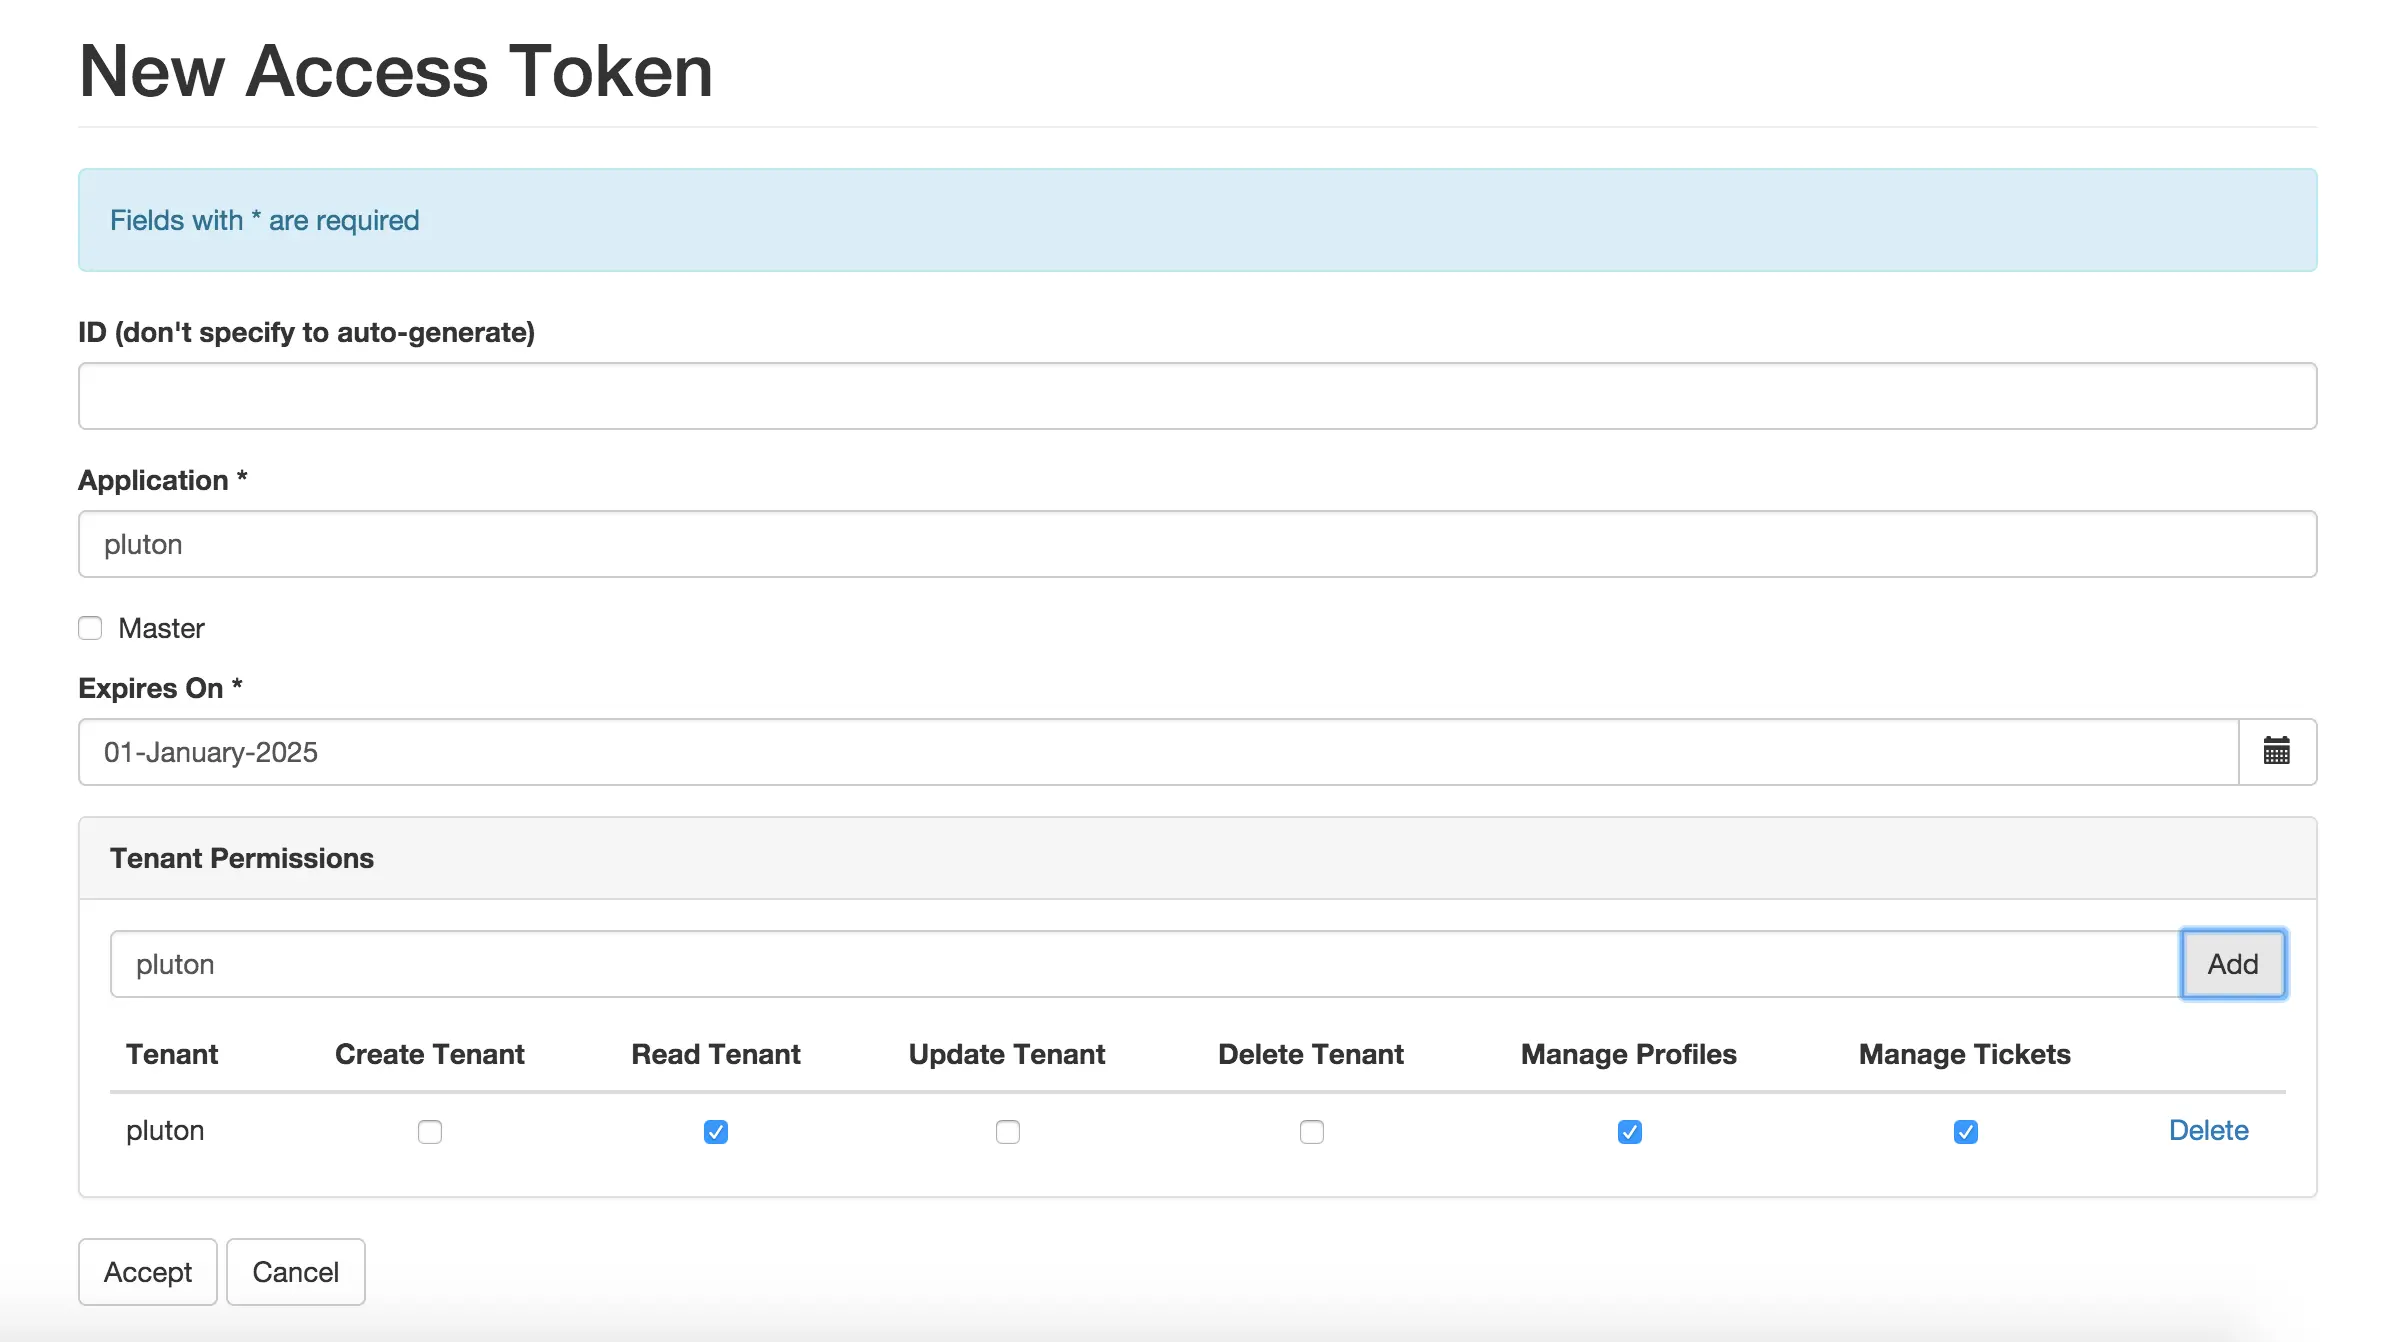 New Access Token
Fields with * are required
ID (don't specify to auto-generate)
Application *
pluton
Master
Expires On *
01-January-2025
Tenant Permissions
pluton Add
Tenant Create Tenant Read Tenant Update Tenant Delete Tenant Manage Profiles Manage Tickets
pluton Delete
Accept Cancel